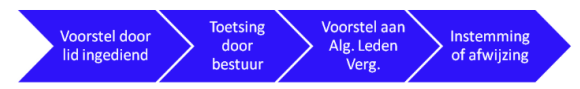 Voorstel door
lid ingediend
Toetsing
door
bestuur
Voorstel aan
Alg. Leden
Verg.
Instemming
of afwijzing